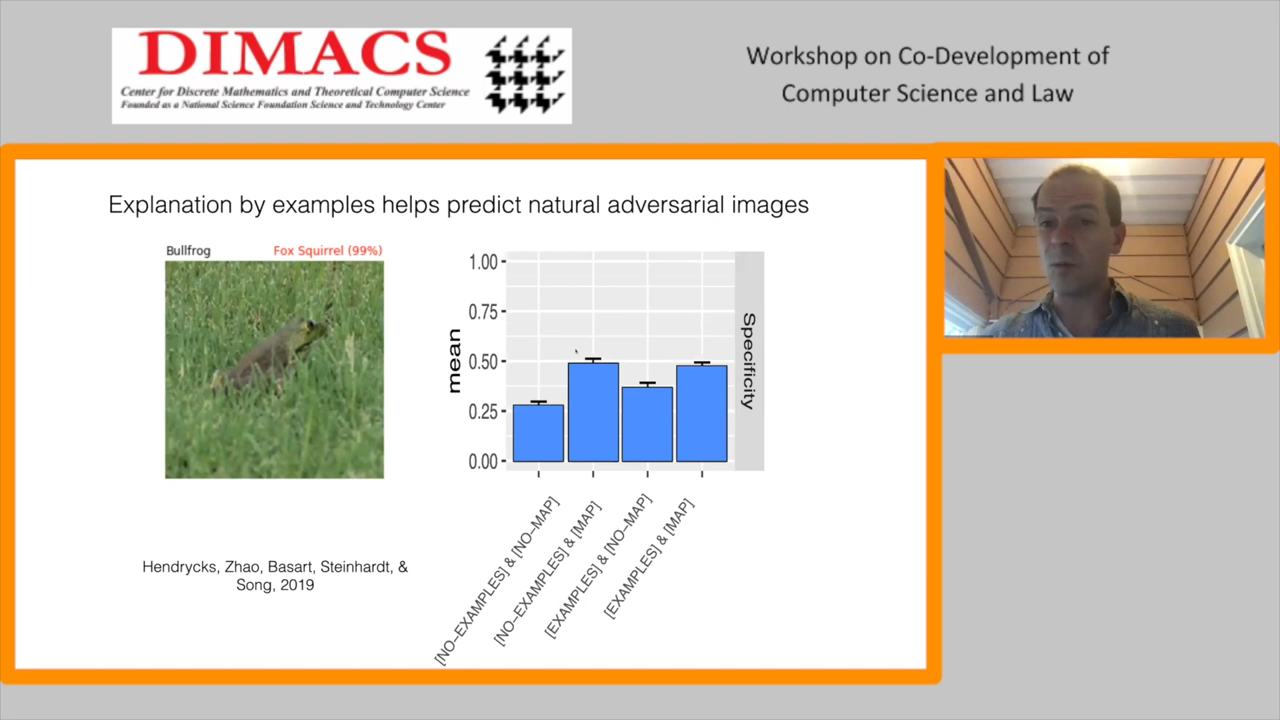 DIMACS
Center for Discrete Mathematics and Theoretical Computer Science
Founded as a National Science Foundation Science and Technology Center
Workshop on Co-Development of
Computer Science and Law
Explanation by examples helps predict natural adversarial images
Bullfrog
Fox Squirrel (99%)
Hendrycks, Zhao, Basart, Steinhardt, &
Song, 2019
mean
1.00
0.75
0.50
0.25
0.00
Specificity
[NO−EXAMPLES] & [NO−MAP]
[NO−EXAMPLES] & [MAP]
[EXAMPLES] & [NO−MAP]
[EXAMPLES] & [MAP]